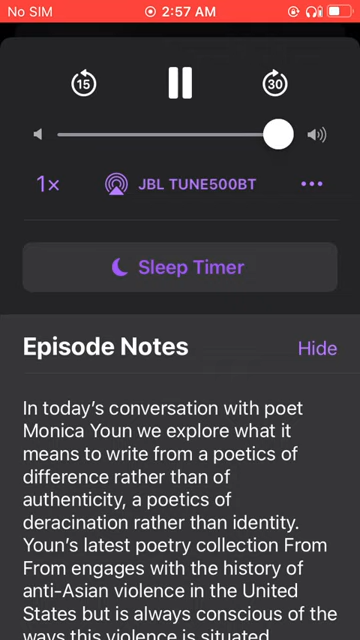 No SIM 2:57 AM
15 30
1× JBL TUNE500BT
Sleep Timer
Episode Notes Hide
In today's conversation with poet
Monica Youn we explore what it
means to write from a poetics of
difference rather than of
authenticity, a poetics of
deracination rather than identity.
Youn's latest poetry collection From
From engages with the history of
anti-Asian violence in the United
States but is always conscious of the
ways this violence is situated